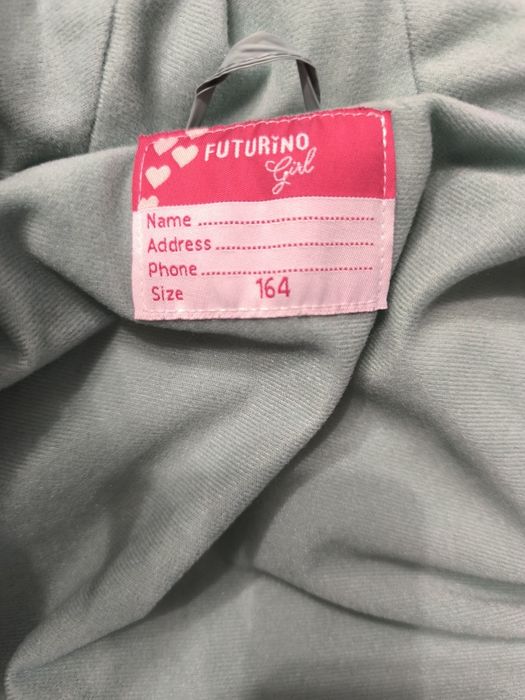 FUTURiNO
Girl
Name ........................................
Address ...................................
Phone ......................................
Size 164